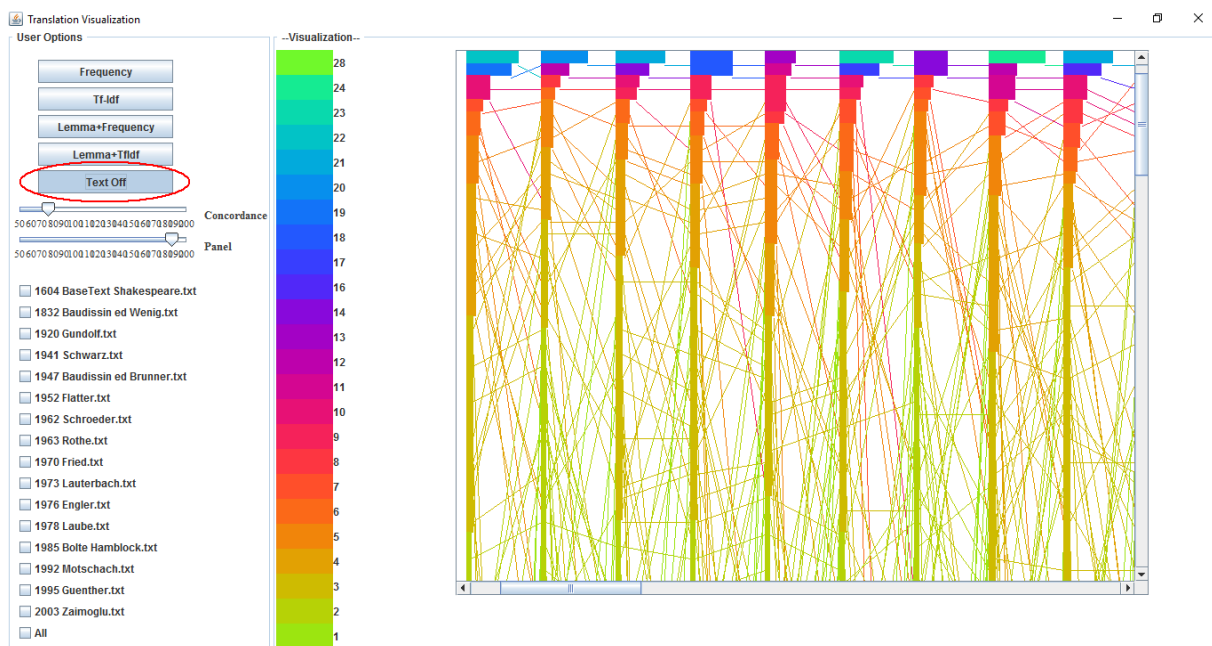 Translation Visualization
User Options
Frequency
Tf-Idf
Lemma+Frequency
Lemma+TfIdf
Text Off
Concordance
Panel
1604 BaseText Shakespeare.txt
1832 Baudissin ed Wenig.txt
1920 Gundolf.txt
1941 Schwarz.txt
1947 Baudissin ed Brunner.txt
1952 Flatter.txt
1962 Schroeder.txt
1963 Rothe.txt
1970 Fried.txt
1973 Lauterbach.txt
1976 Engler.txt
1978 Laube.txt
1985 Bolte Hamblock.txt
1992 Motschach.txt
1995 Guenther.txt
2003 Zaimoglu.txt
All
--Visualization--
28
24
23
22
21
20
19
18
17
16
14
13
12
11
10
9
8
7
6
5
4
3
2
1